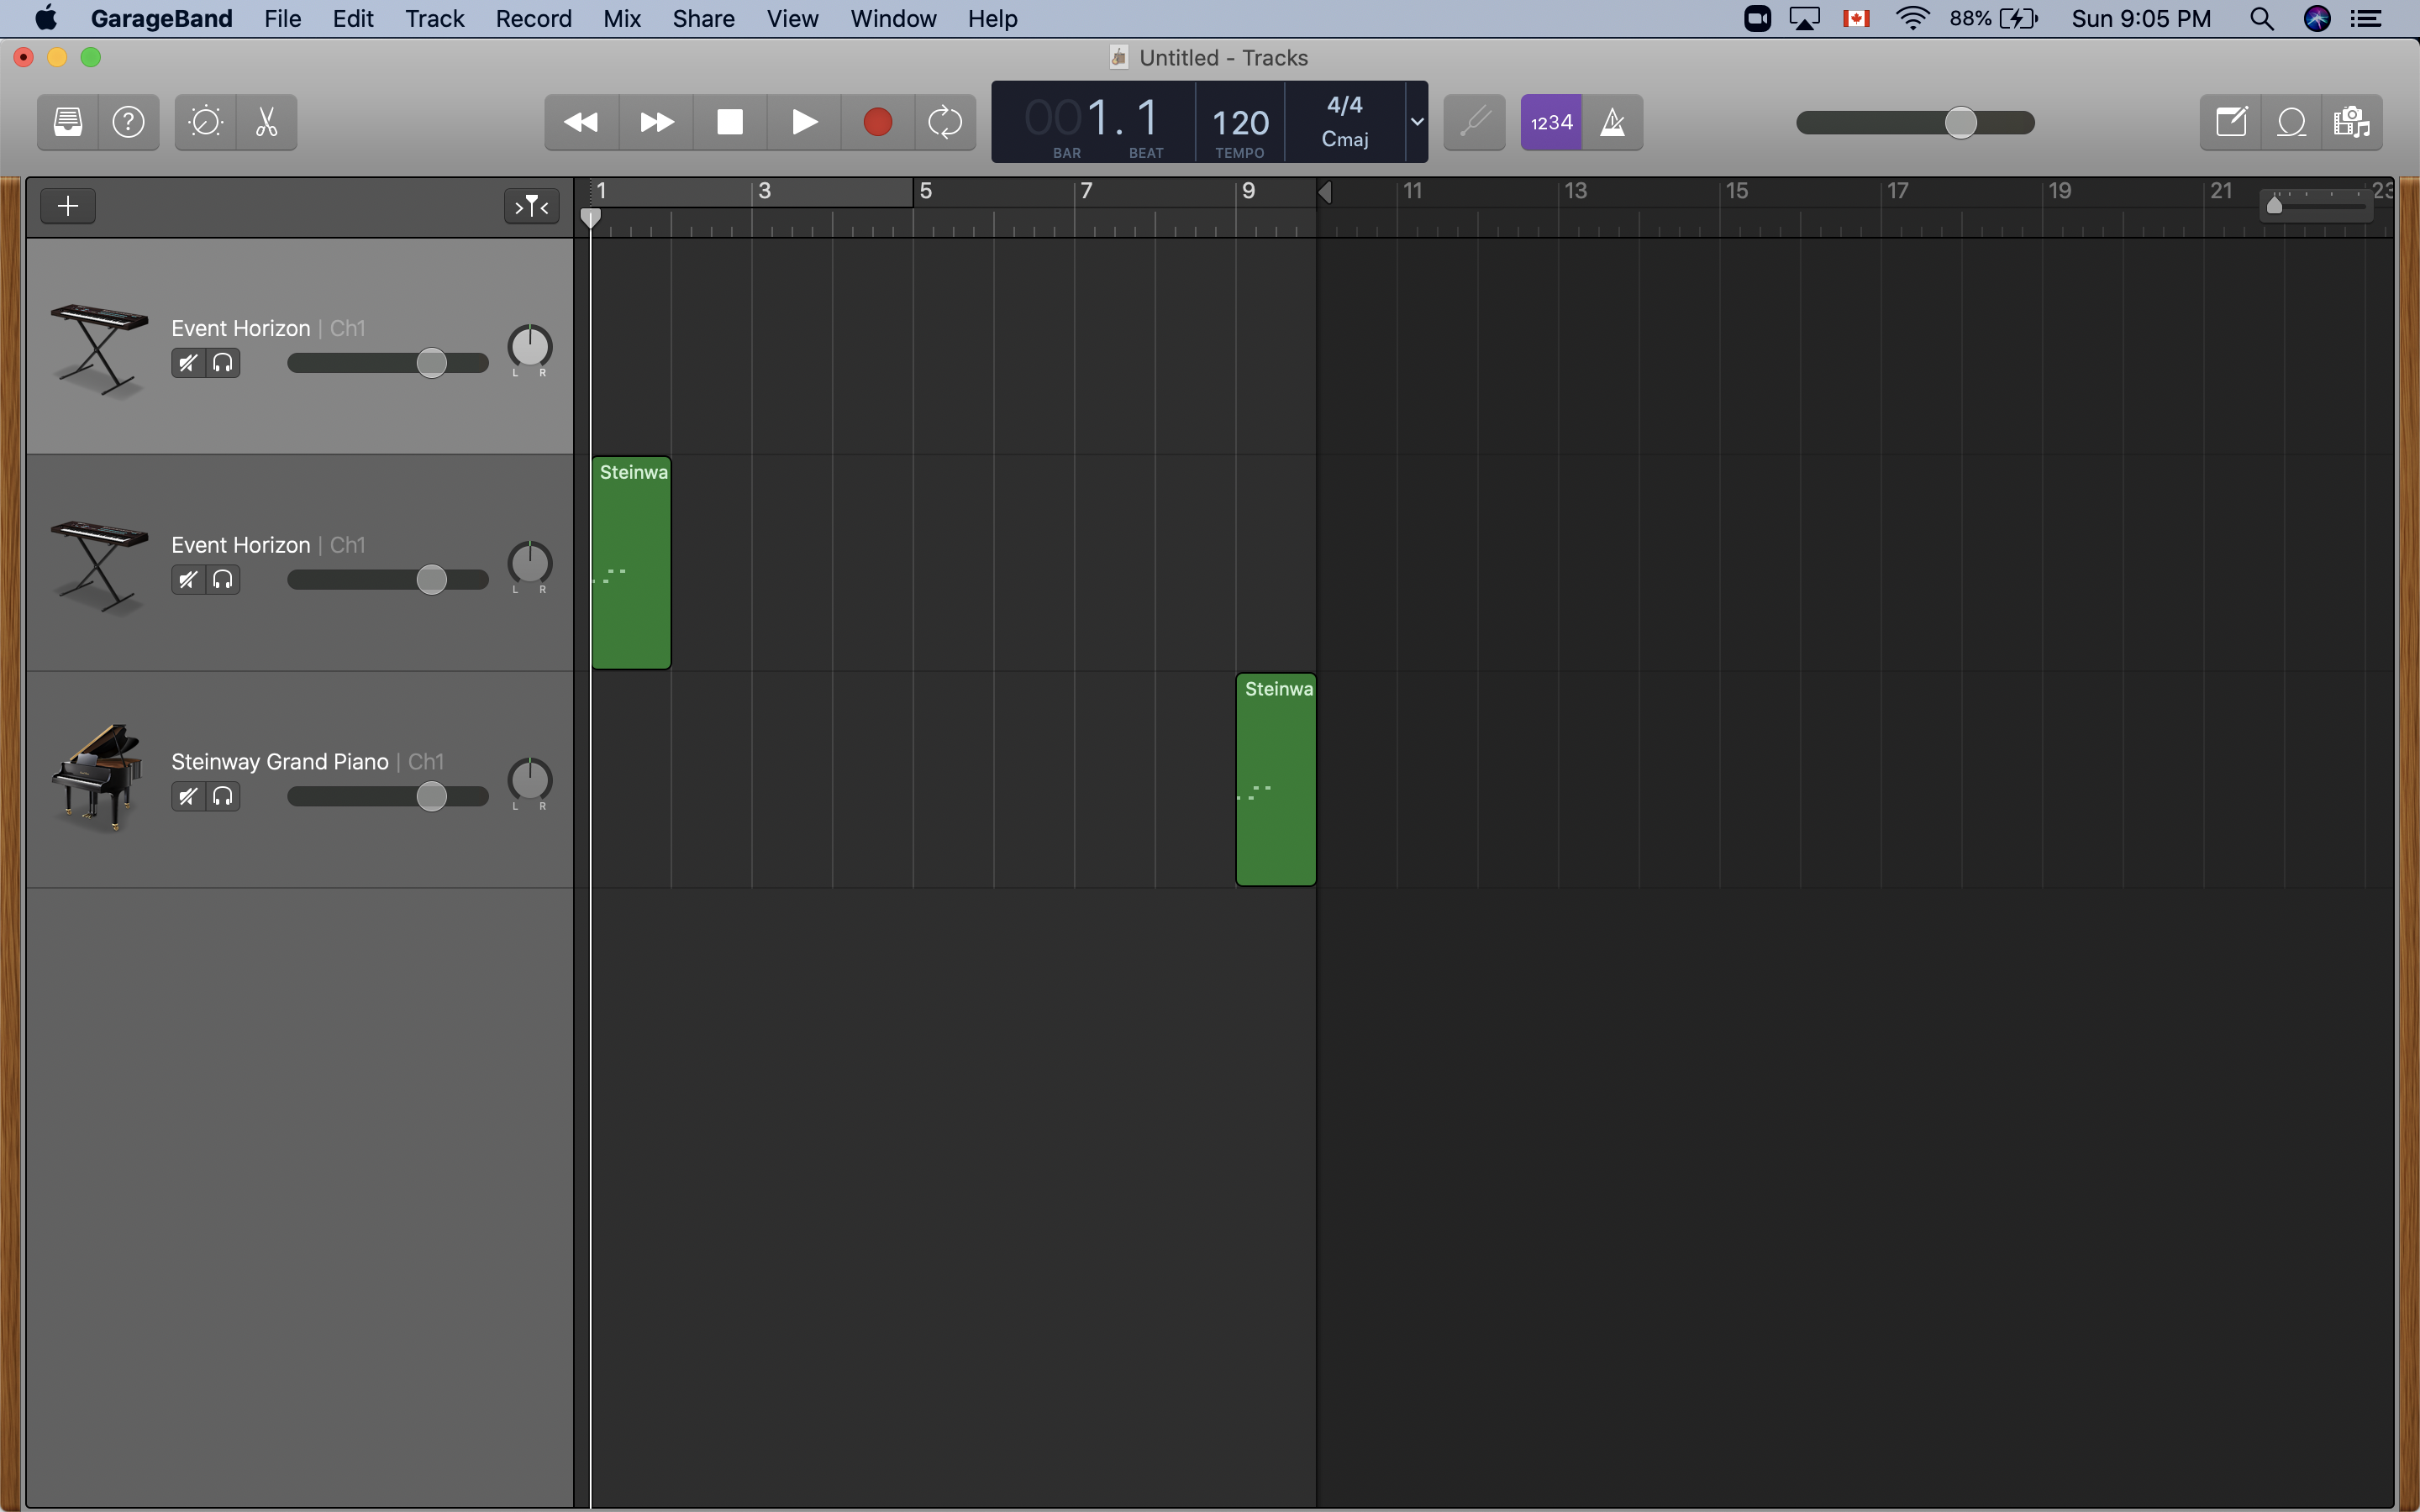 GarageBand File Edit Track Record Mix Share View Window Help 88% Sun 9:05 PM
Untitled - Tracks
001. 1 BAR BEAT
120 TEMPO
4/4
Cmaj
1234
1 3 5 7 9 11 13 15 17 19 21 23
Event Horizon | Ch1
L R
Steinwa
Event Horizon | Ch1
L R
Steinwa
Steinway Grand Piano | Ch1
L R